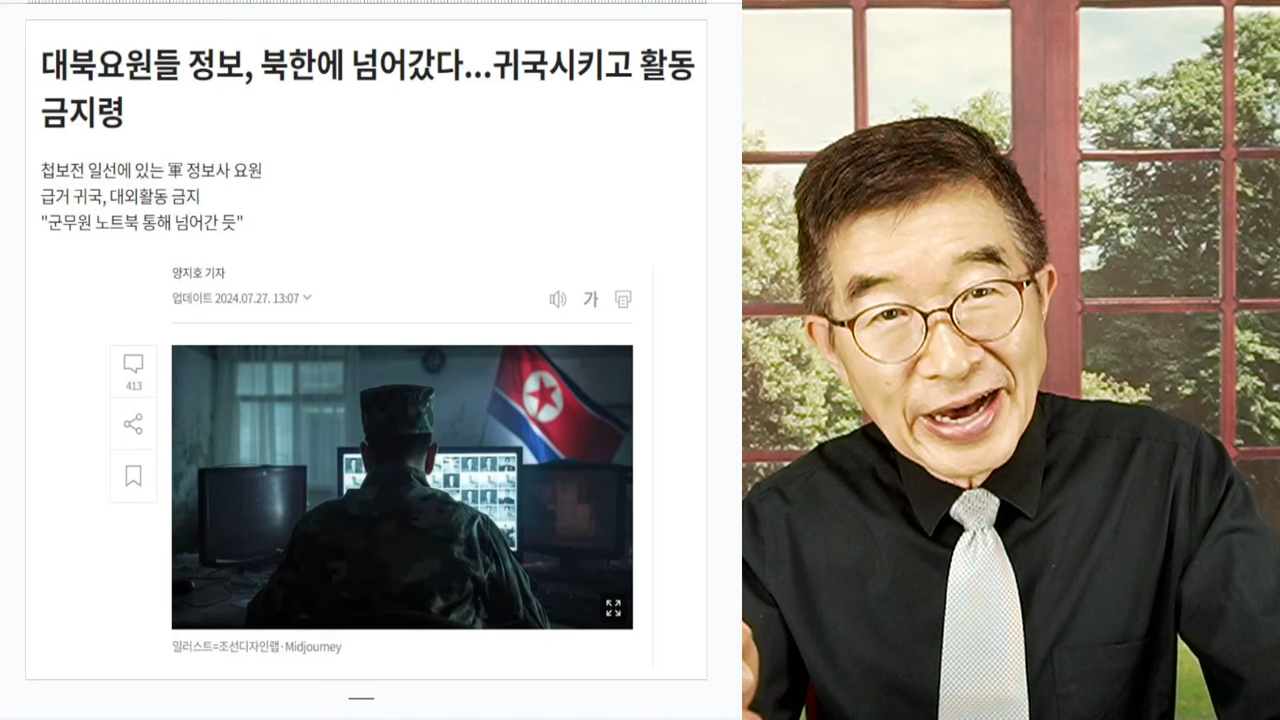 대북요원들 정보, 북한에 넘어갔다...귀국시키고 활동
금지령
첩보전 일선에 있는 軍 정보사 요원
급거 귀국, 대외활동 금지
"군무원 노트북 통해 넘어간 듯"
양지호 기자
업데이트 2024.07.27. 13:07
가
413
일러스트=조선디자인랩·Midjourney